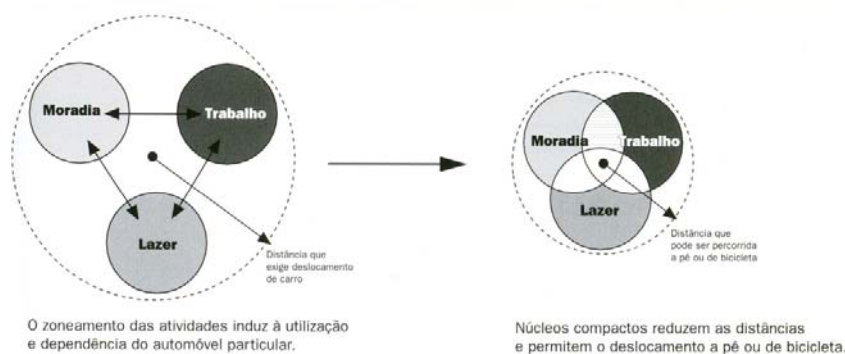 Moradia
Trabalho
Lazer
Distância que
exige deslocamento
de carro
O zoneamento das atividades induz à utilização
e dependência do automóvel particular.
Moradia
Trabalho
Lazer
Distância que
pode ser percorrida
a pé ou de bicicleta
Núcleos compactos reduzem as distâncias
e permitem o deslocamento a pé ou de bicicleta.